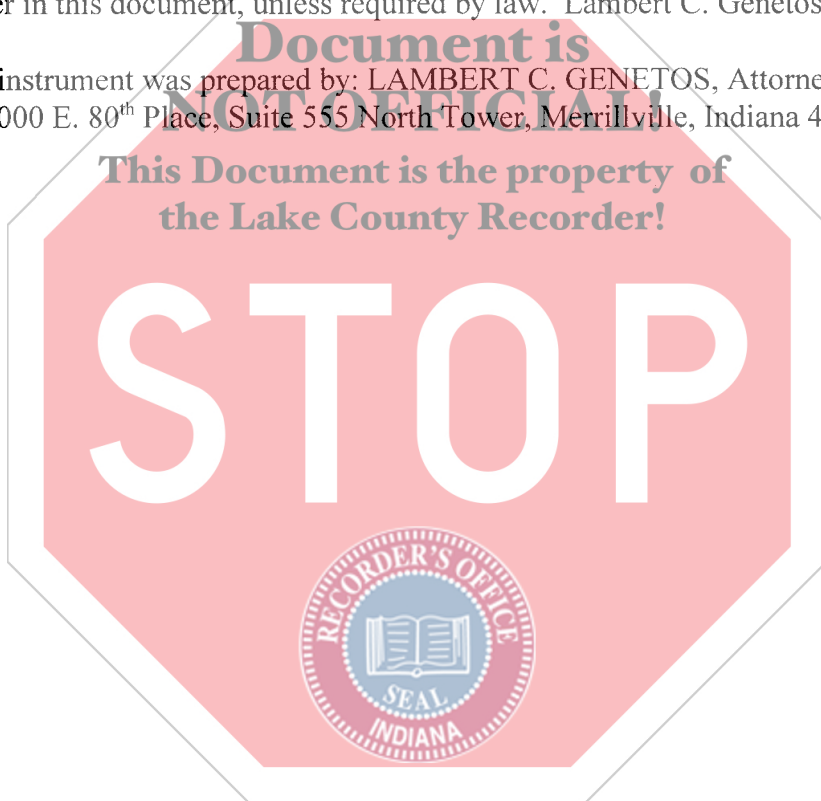 er in this document, unless required by law. Lambert C. Genetos
Document is
instrument was prepared by: LAMBERT C. GENETOS, Attorne
NOT OFFICIAL!
000 E. 80th Place, Suite 555 North Tower, Merrillville, Indiana 4
This Document is the property of
the Lake County Recorder!
STOP
RECORDER'S OFFICE
SEAL
INDIANA